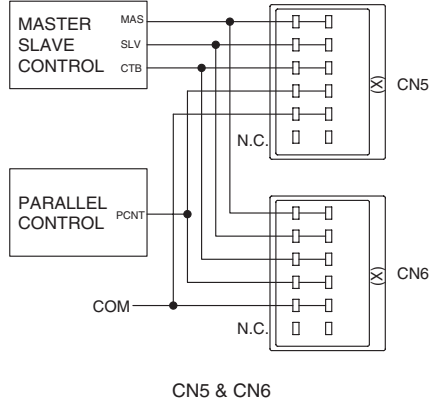 MASTER
SLAVE
CONTROL
MAS
SLV
CTB
N.C.
(X)
CN5
PARALLEL
CONTROL
PCNT
COM
N.C.
(X)
CN6
CN5 & CN6